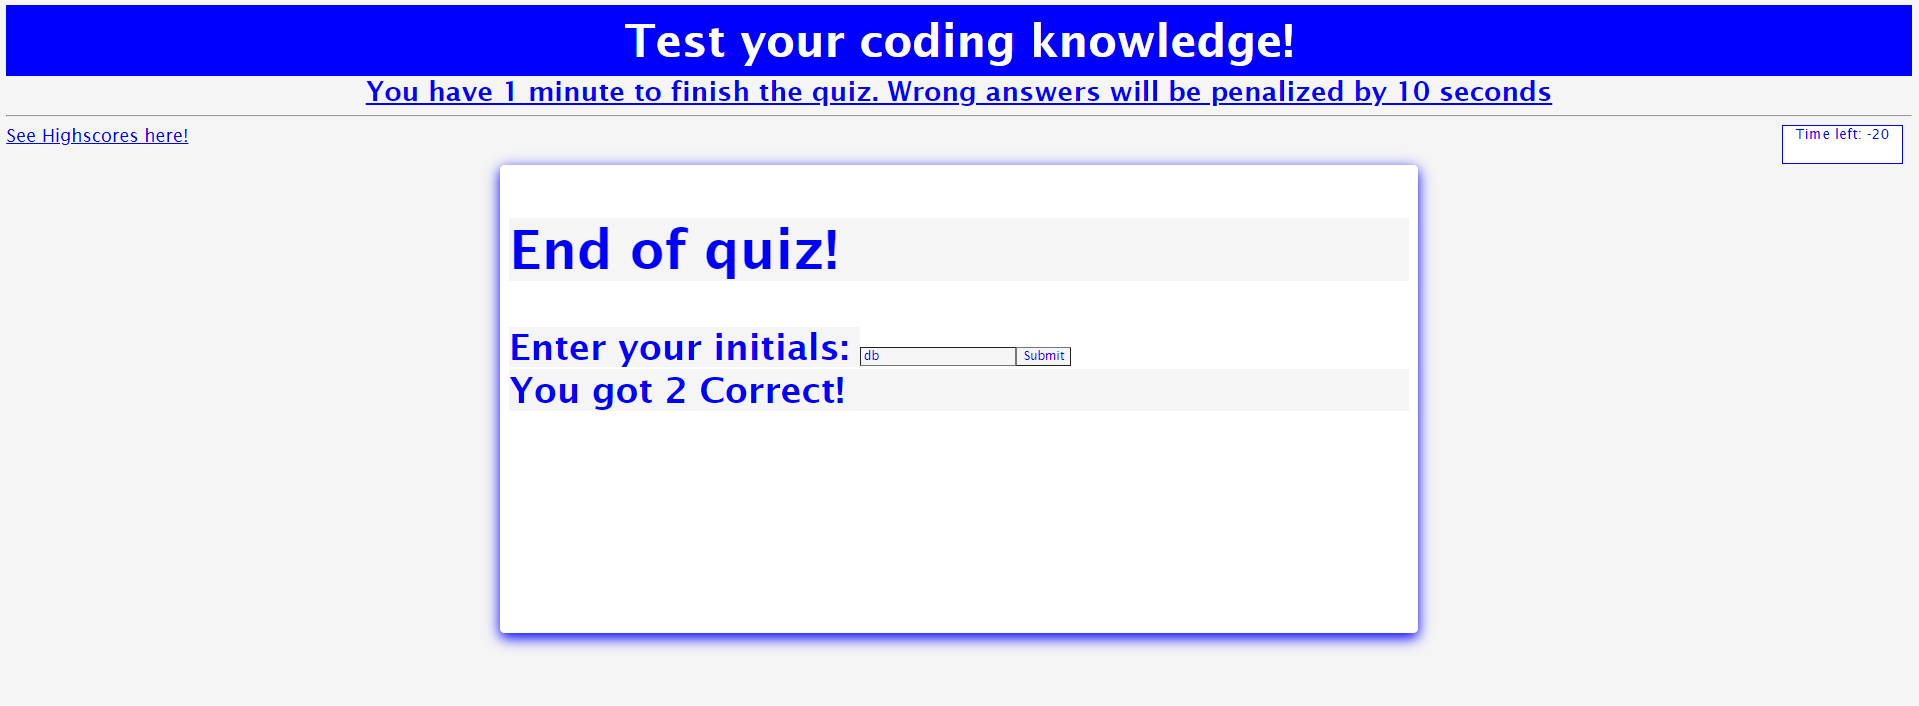 Test your coding knowledge!
You have 1 minute to finish the quiz. Wrong answers will be penalized by 10 seconds
See Highscores here!
Time left: -20
End of quiz!
Enter your initials: db Submit
You got 2 Correct!